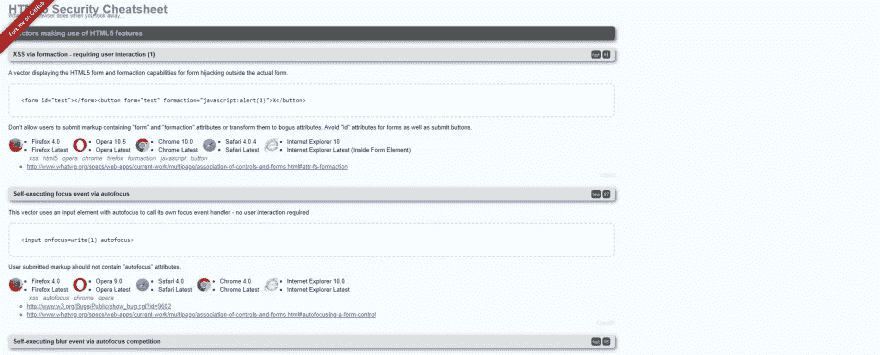 HTML5 Security Cheatsheet
Fork me on GitHub
browser does when you look away...
Vectors making use of HTML5 features
XSS via formaction - requiring user interaction (1)
A vector displaying the HTML5 form and formaction capabilities for form hijacking outside the actual form.
<form id="test"></form><button form="test" formaction="javascript:alert(1)">X</button>
Don't allow users to submit markup containing "form" and "formaction" attributes or transform them to bogus attributes. Avoid "id" attributes for forms as well as submit buttons.
Firefox 4.0 Opera 10.5 Chrome 10.0 Safari 4.0.4 Internet Explorer 10
Firefox Latest Opera Latest Chrome Latest Safari Latest Internet Explorer Latest (Inside Form Element)
xss html5 opera chrome firefox formaction javascript button
http://www.whatwg.org/specs/web-apps/current-work/multipage/association-of-controls-and-forms.html#attr-fs-formaction
Self-executing focus event via autofocus
This vector uses an input element with autofocus to call its own focus event handler - no user interaction required
<input onfocus=write(1) autofocus>
User submitted markup should not contain "autofocus" attributes.
Firefox 4.0 Opera 9.0 Safari 4.0 Chrome 4.0 Internet Explorer 10.0
Firefox Latest Opera Latest Safari Latest Chrome Latest Internet Explorer Latest
xss autofocus chrome opera
http://www.w3.org/Bugs/Public/show_bug.cgi?id=9602
http://www.whatwg.org/specs/web-apps/current-work/multipage/association-of-controls-and-forms.html#autofocusing-a-form-control
Self-executing blur event via autofocus competition